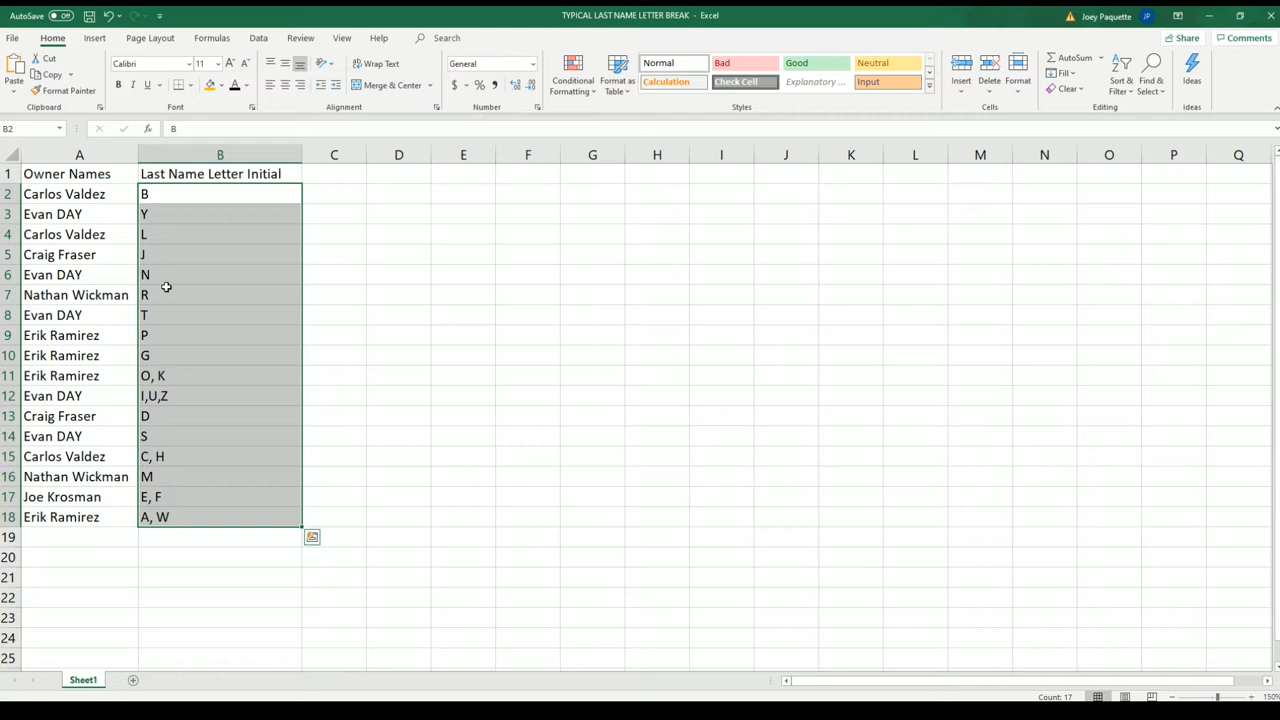 AutoSave Off TYPICAL LAST NAME LETTER BREAK - Excel Joey Paquette JP
File Home Insert Page Layout Formulas Data Review View Help Search Share Comments
Paste Cut Copy Format Painter Clipboard
Calibri 11 B I U Font
Wrap Text Merge & Center Alignment
General $ % Number
Conditional Formatting Format as Table
Normal Bad Good Neutral
Calculation Check Cell Explanatory ... Input
Styles
Insert Delete Format Cells
AutoSum Fill Clear Sort & Filter Find & Select Editing
Ideas Ideas
B2 fx B
A B C D E F G H I J K L M N O P Q
1 Owner Names Last Name Letter Initial
2 Carlos Valdez B
3 Evan DAY Y
4 Carlos Valdez L
5 Craig Fraser J
6 Evan DAY N
7 Nathan Wickman R
8 Evan DAY T
9 Erik Ramirez P
10 Erik Ramirez G
11 Erik Ramirez O, K
12 Evan DAY I,U,Z
13 Craig Fraser D
14 Evan DAY S
15 Carlos Valdez C, H
16 Nathan Wickman M
17 Joe Krosman E, F
18 Erik Ramirez A, W
19
20
21
22
23
24
25
Sheet1
Count: 17 150%